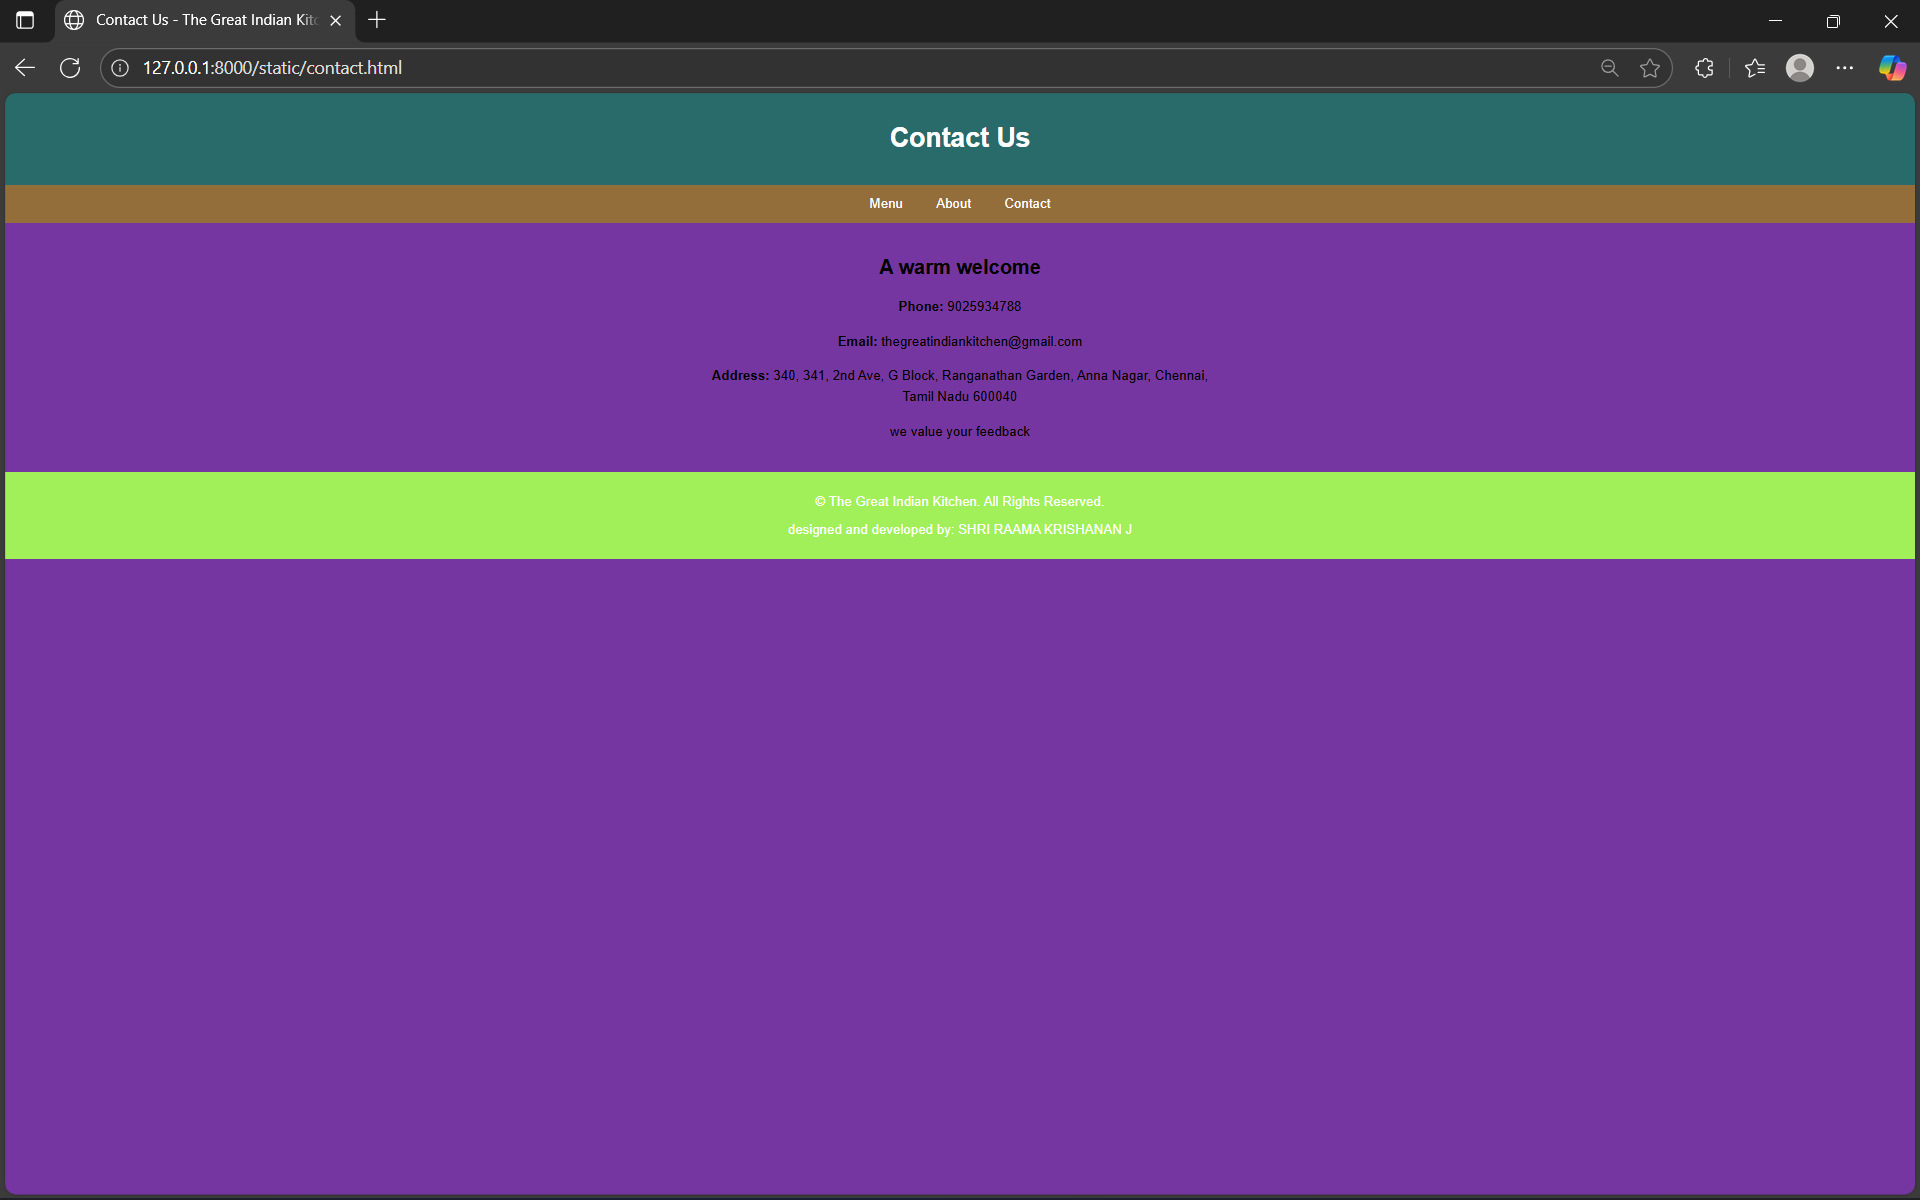 Contact Us - The Great Indian Kit
127.0.0.1:8000/static/contact.html
Contact Us
Menu About Contact
A warm welcome
Phone: 9025934788
Email: thegreatindiankitchen@gmail.com
Address: 340, 341, 2nd Ave, G Block, Ranganathan Garden, Anna Nagar, Chennai,
Tamil Nadu 600040
we value your feedback
© The Great Indian Kitchen. All Rights Reserved.
designed and developed by: SHRI RAAMA KRISHANAN J